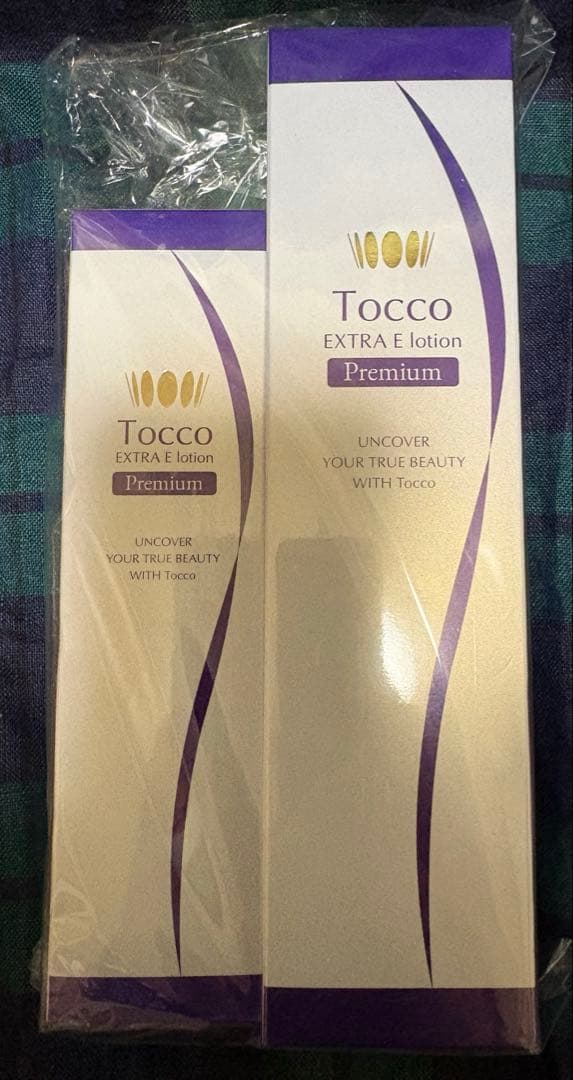 Tocco
EXTRA E lotion
Premium
UNCOVER
YOUR TRUE BEAUTY
WITH Tocco
Tocco
EXTRA E lotion
Premium
UNCOVER
YOUR TRUE BEAUTY
WITH Tocco